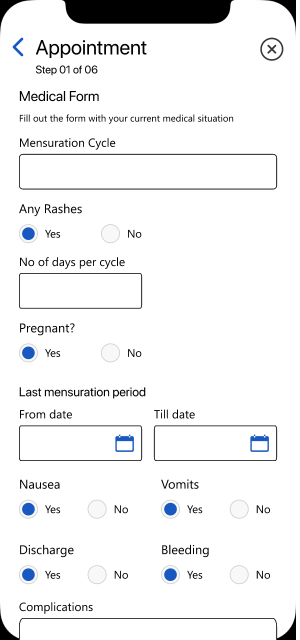 Appointment
Step 01 of 06
Medical Form
Fill out the form with your current medical situation
Mensuration Cycle
Any Rashes
Yes No
No of days per cycle
Pregnant?
Yes No
Last mensuration period
From date Till date
Nausea Vomits
Yes No Yes No
Discharge Bleeding
Yes No Yes No
Complications